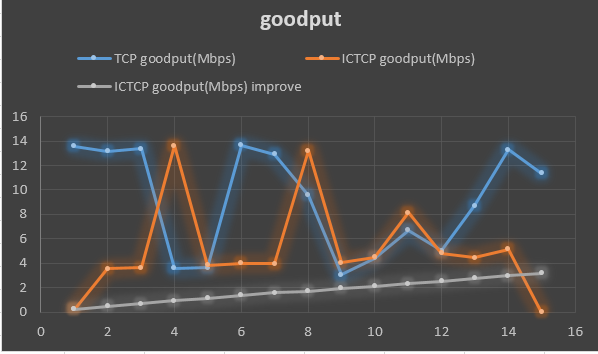 goodput
TCP goodput(Mbps)
ICTCP goodput(Mbps)
ICTCP goodput(Mbps) improve
16
14
12
10
8
6
4
2
0
0 2 4 6 8 10 12 14 16